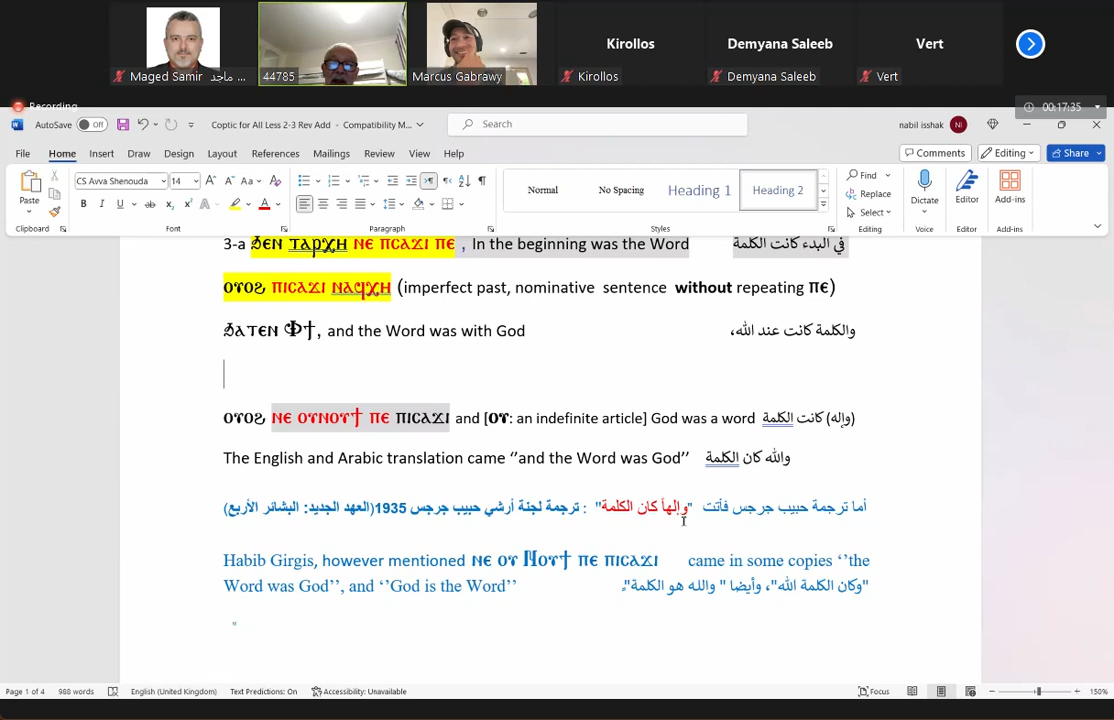 Kirollos
Demyana Saleeb
Vert
Maged Samir ماجد ...
44785
Marcus Gabrawy
Kirollos
Demyana Saleeb
Vert
Recording
00:17:35
AutoSave Off
Coptic for All Less 2-3 Rev Add - Compatibility M...
Search
nabil isshak NI
File Home Insert Draw Design Layout References Mailings Review View Help
Comments Editing Share
Paste
CS Avva Shenouda 14
Normal No Spacing Heading 1 Heading 2
Find
Replace
Select
Dictate Editor Add-ins
Clipboard Font Paragraph Styles Editing Voice Editor Add-ins
3-a ϧⲉⲛ ⲧⲁⲣⲭⲏ ⲛⲉ ⲡⲥⲁϫⲓ ⲡⲉ , In the beginning was the Word في البدء كانت الكلمة
ⲟⲩⲟϩ ⲡⲓⲥⲁϫⲓ ⲛⲁϥⲭⲏ (imperfect past, nominative sentence without repeating ⲡⲉ)
ϧⲁⲧⲉⲛ Ⲫϯ, and the Word was with God والكلمة كانت عند الله،
ⲟⲩⲟϩ ⲛⲉ ⲟⲩⲛⲟⲩϯ ⲡⲉ ⲡⲓⲥⲁϫⲓ and [ⲟⲩ: an indefinite article] God was a word (وإله) كانت الكلمة
The English and Arabic translation came ‘’and the Word was God’’ والله كان الكلمة
أما ترجمة حبيب جرجس فأتت "وإلهاً كان الكلمة" : ترجمة لجنة أرشي حبيب جرجس 1935(العهد الجديد: البشائر الأربع)
Habib Girgis, however mentioned ⲛⲉ ⲟⲩ Ⲛⲟⲩϯ ⲡⲉ ⲡⲓⲥⲁϫⲓ came in some copies ‘’the
Word was God’’, and ‘’God is the Word’’ "وكان الكلمة الله"، وأيضا " والله هو الكلمة".
"
Page 1 of 4 988 words English (United Kingdom) Text Predictions: On Accessibility: Unavailable Focus 150%